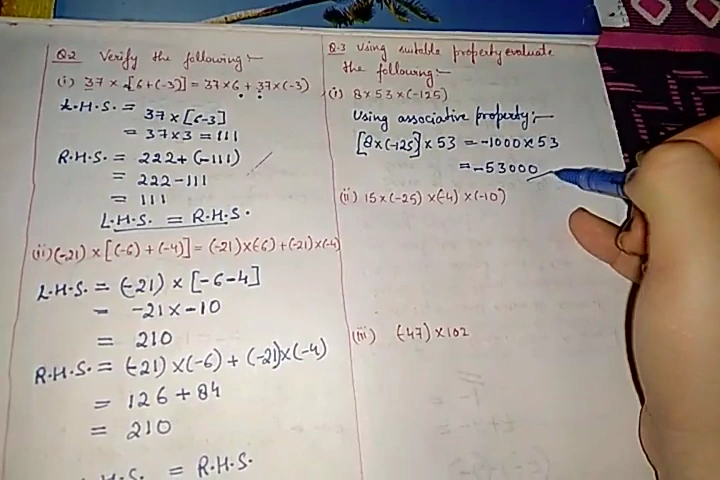 Q.2 Verify the following :-
(i) 37 × [6+(-3)] = 37×6 + 37×(-3)
L.H.S. =
37 × [6-3]
= 37×3 = 111
R.H.S. = 222 + (-111)
= 222 - 111
= 111
L.H.S. = R.H.S.
(ii) (-21) × [(-6) + (-4)] = (-21)×(-6) + (-21)×(-4)
L.H.S. = (-21) × [-6-4]
= -21 × -10
= 210
R.H.S. = (-21) × (-6) + (-21)×(-4)
= 126 + 84
= 210
L.H.S. = R.H.S.
Q.3 Using suitable property evaluate
the following :-
(i) 8×53×(-125)
Using associative property :-
[8×(-125]×53 = -1000×53
= -53000
(ii) 15×(-25)×(-4)×(-10)
(iii) (-47)×102